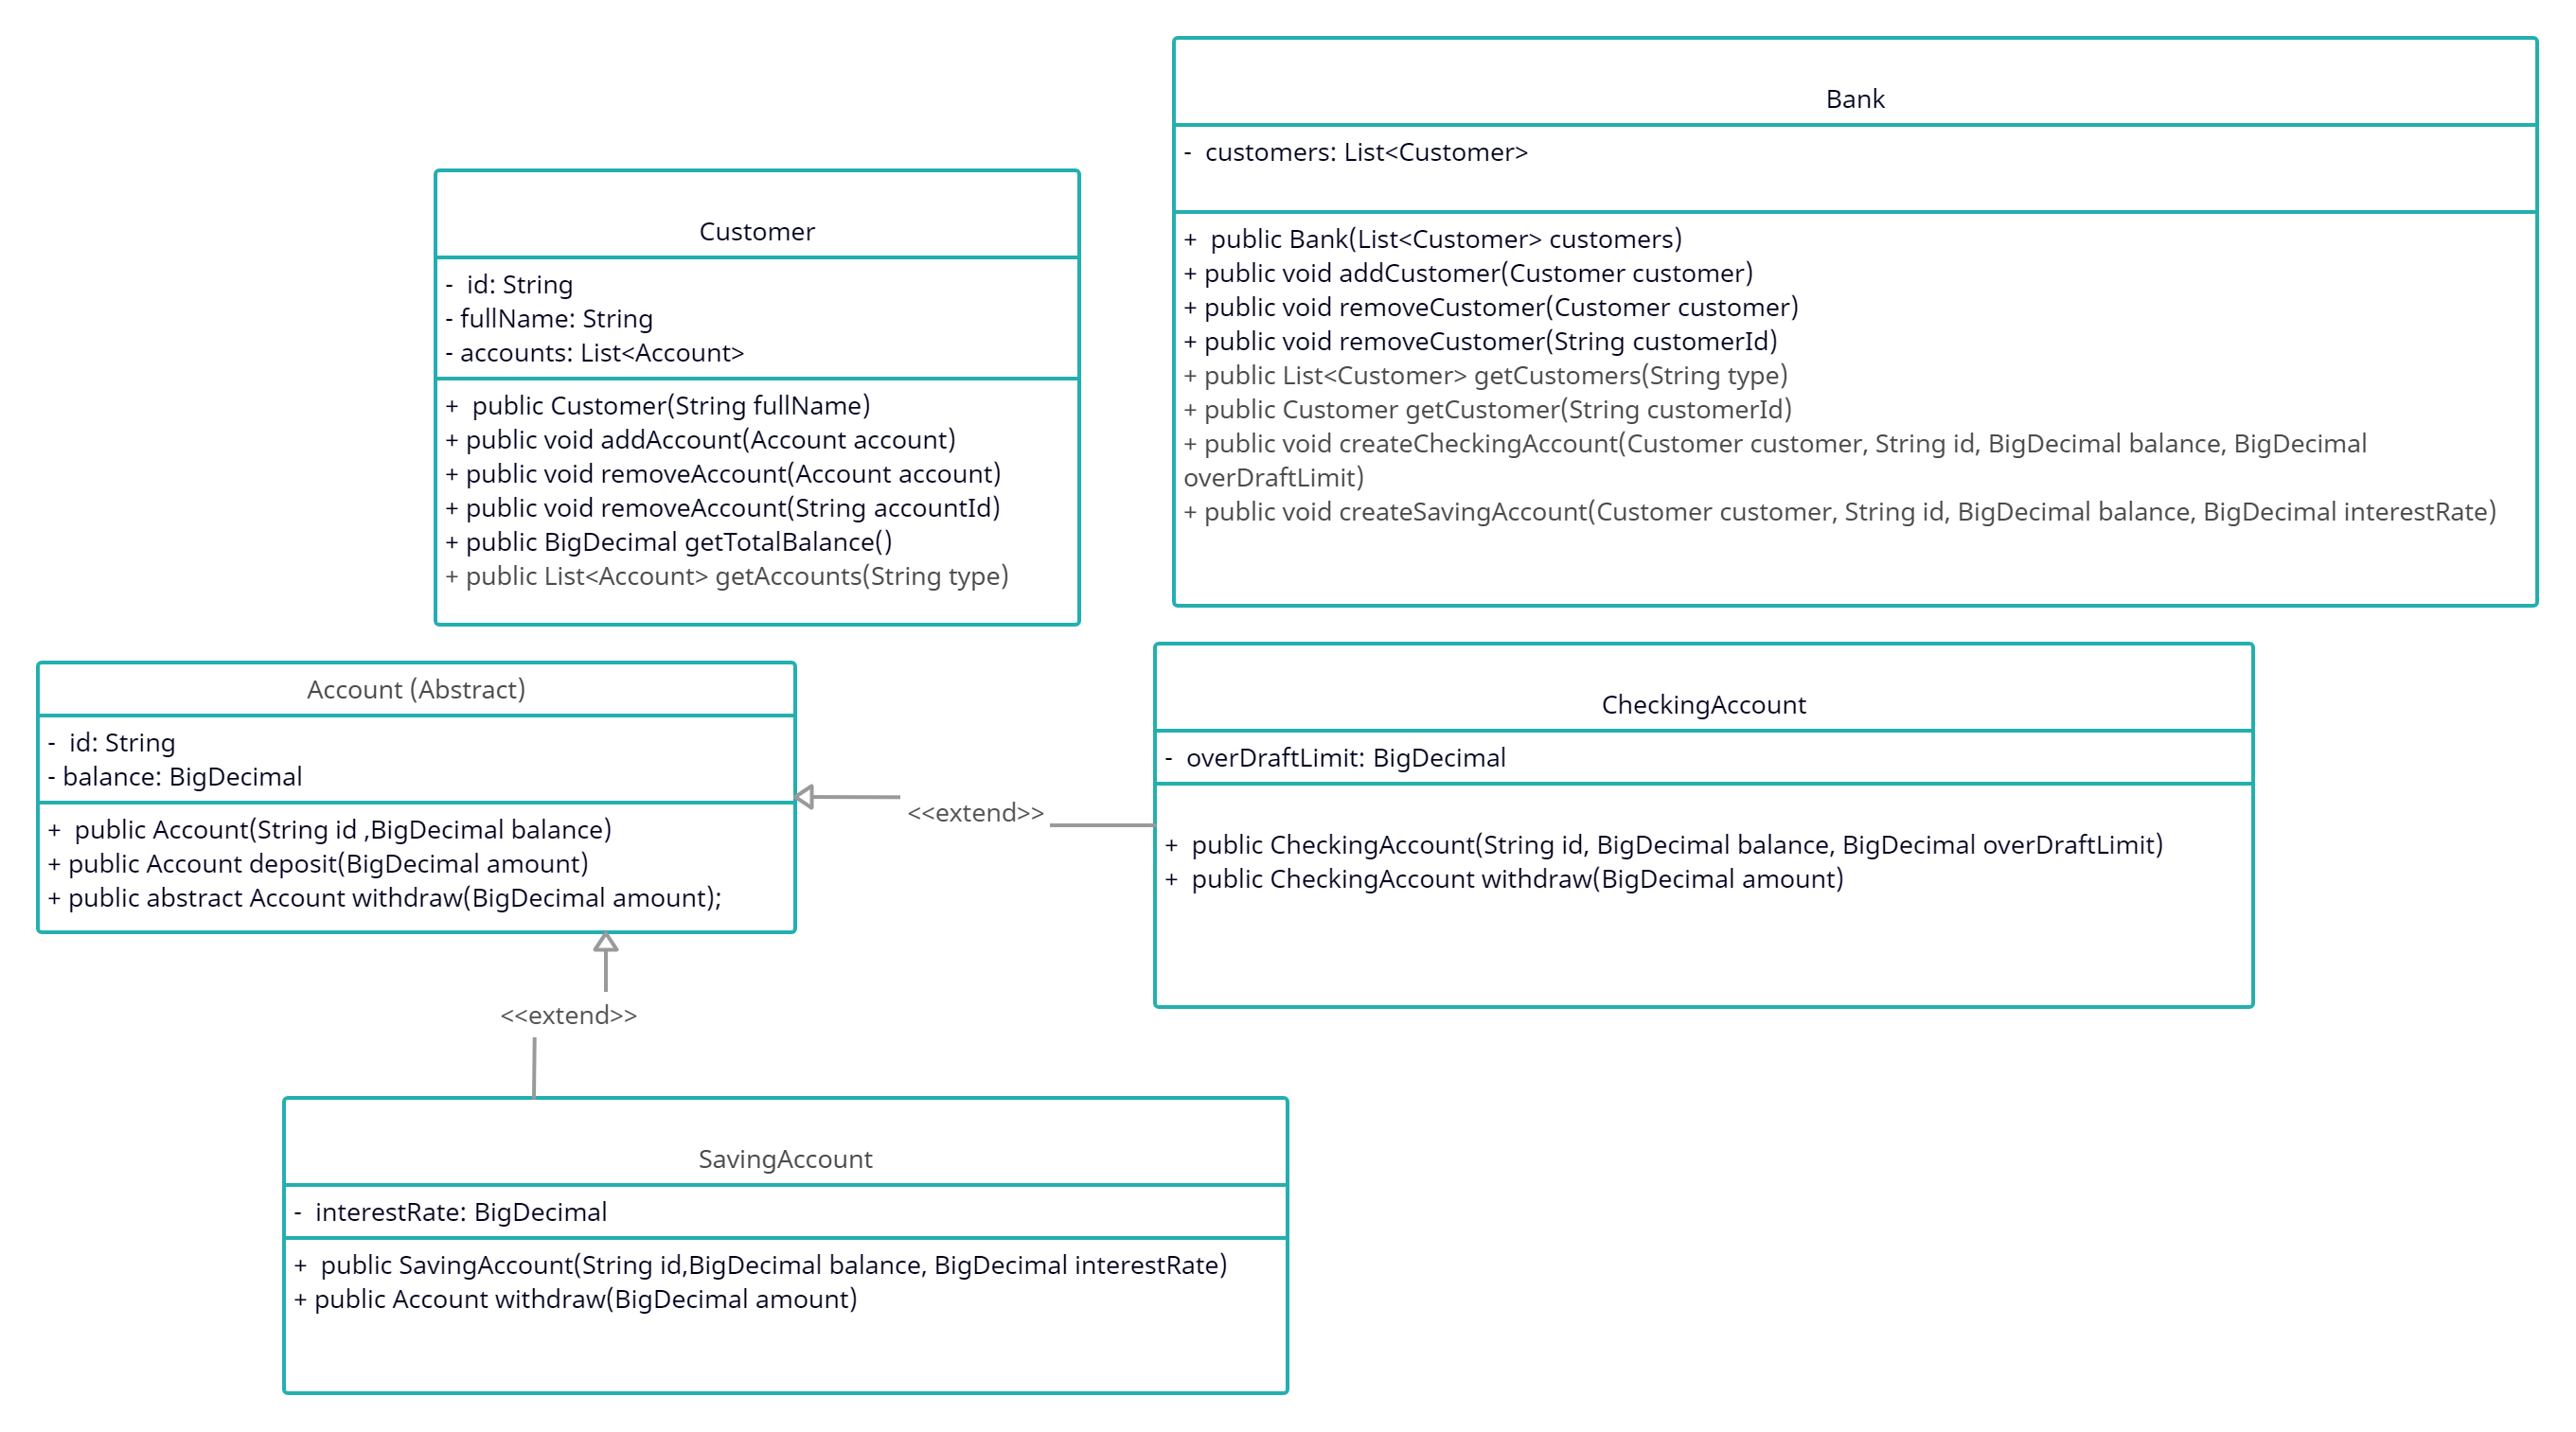 Bank
-  customers: List<Customer>
+  public Bank(List<Customer> customers)
+ public void addCustomer(Customer customer)
+ public void removeCustomer(Customer customer)
+ public void removeCustomer(String customerId)
+ public List<Customer> getCustomers(String type)
+ public Customer getCustomer(String customerId)
+ public void createCheckingAccount(Customer customer, String id, BigDecimal balance, BigDecimal
overDraftLimit)
+ public void createSavingAccount(Customer customer, String id, BigDecimal balance, BigDecimal interestRate)
Customer
-  id: String
- fullName: String
- accounts: List<Account>
+  public Customer(String fullName)
+ public void addAccount(Account account)
+ public void removeAccount(Account account)
+ public void removeAccount(String accountId)
+ public BigDecimal getTotalBalance()
+ public List<Account> getAccounts(String type)
Account (Abstract)
-  id: String
- balance: BigDecimal
+  public Account(String id ,BigDecimal balance)
+ public Account deposit(BigDecimal amount)
+ public abstract Account withdraw(BigDecimal amount);
<<extend>>
CheckingAccount
-  overDraftLimit: BigDecimal
+  public CheckingAccount(String id, BigDecimal balance, BigDecimal overDraftLimit)
+  public CheckingAccount withdraw(BigDecimal amount)
<<extend>>
SavingAccount
-  interestRate: BigDecimal
+  public SavingAccount(String id,BigDecimal balance, BigDecimal interestRate)
+ public Account withdraw(BigDecimal amount)